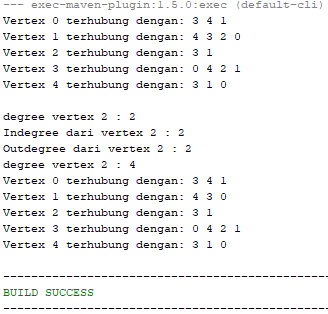 --- exec-maven-plugin:1.5.0:exec (default-cli)
Vertex 0 terhubung dengan: 3 4 1
Vertex 1 terhubung dengan: 4 3 2 0
Vertex 2 terhubung dengan: 3 1
Vertex 3 terhubung dengan: 0 4 2 1
Vertex 4 terhubung dengan: 3 1 0
degree vertex 2 : 2
Indegree dari vertex 2 : 2
Outdegree dari vertex 2 : 2
degree vertex 2 : 4
Vertex 0 terhubung dengan: 3 4 1
Vertex 1 terhubung dengan: 4 3 0
Vertex 2 terhubung dengan: 3 1
Vertex 3 terhubung dengan: 0 4 2 1
Vertex 4 terhubung dengan: 3 1 0
-----------------------------------------------
BUILD SUCCESS
-----------------------------------------------